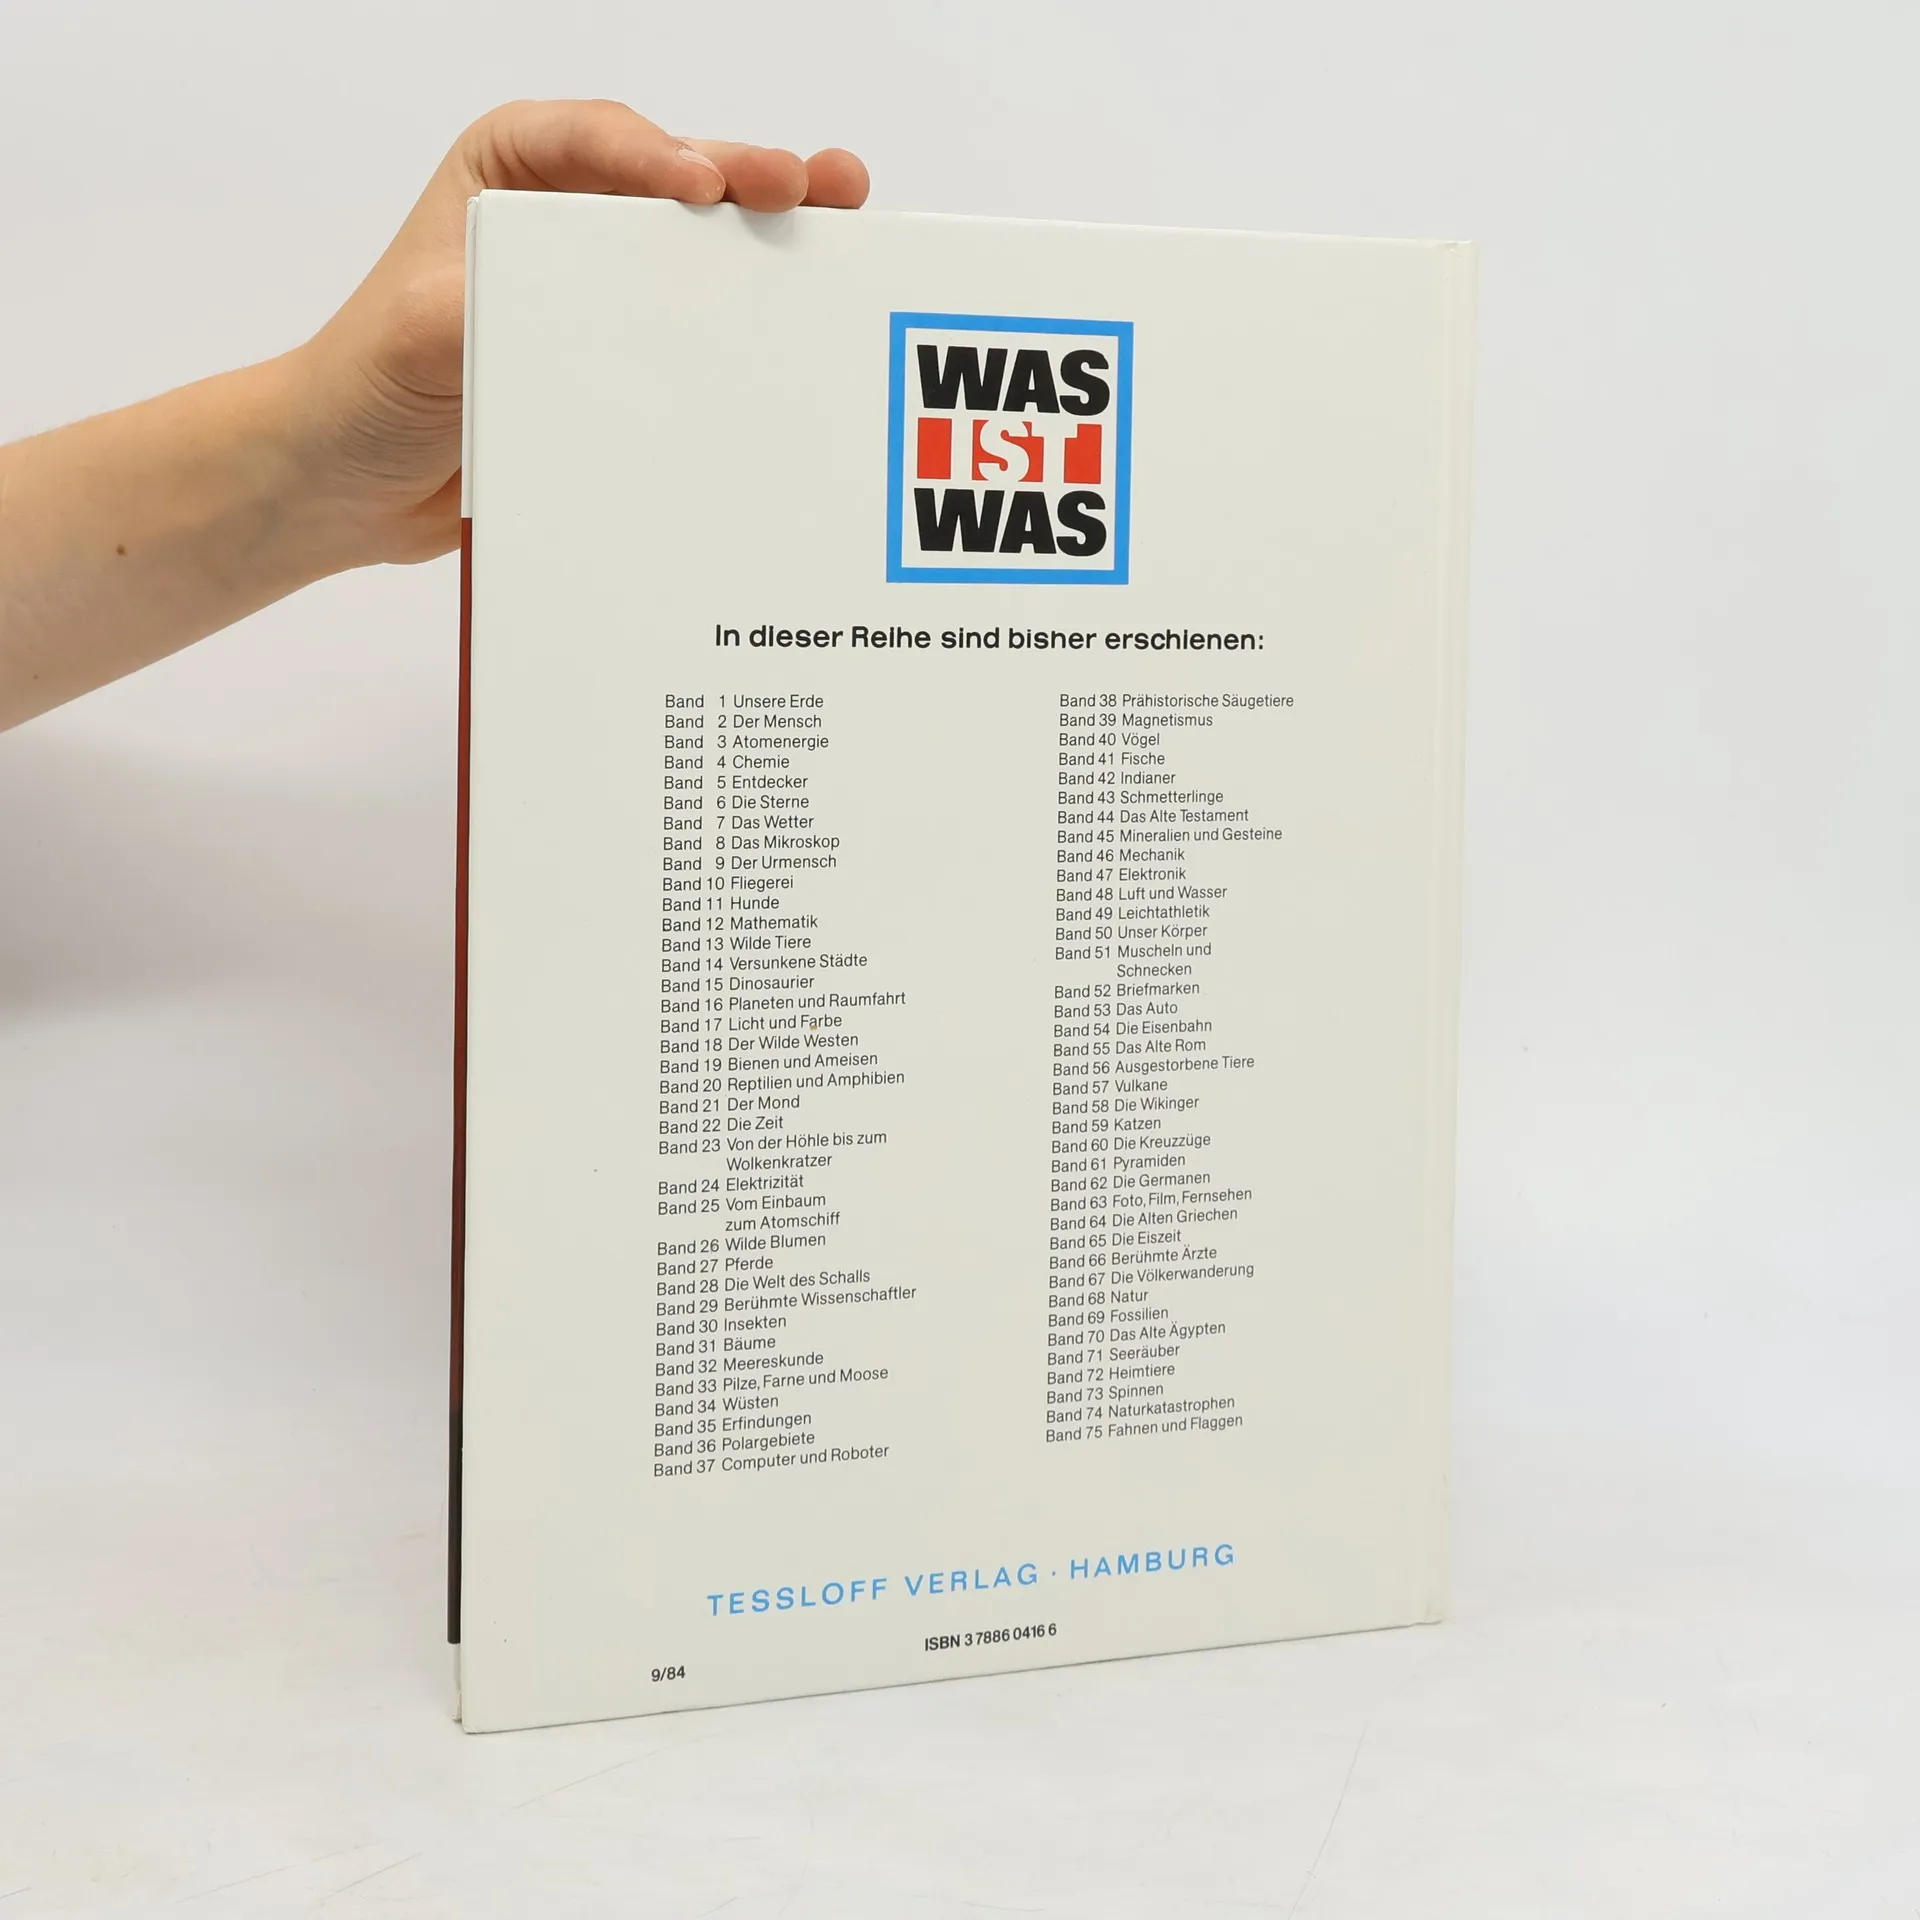 WAS
IST
WAS
In dieser Reihe sind bisher erschienen:
Band 1 Unsere Erde
Band 2 Der Mensch
Band 3 Atomenergie
Band 4 Chemie
Band 5 Entdecker
Band 6 Die Sterne
Band 7 Das Wetter
Band 8 Das Mikroskop
Band 9 Der Urmensch
Band 10 Fliegerei
Band 11 Hunde
Band 12 Mathematik
Band 13 Wilde Tiere
Band 14 Versunkene Städte
Band 15 Dinosaurier
Band 16 Planeten und Raumfahrt
Band 17 Licht und Farbe
Band 18 Der Wilde Westen
Band 19 Bienen und Ameisen
Band 20 Reptilien und Amphibien
Band 21 Der Mond
Band 22 Die Zeit
Band 23 Von der Höhle bis zum
Wolkenkratzer
Band 24 Elektrizität
Band 25 Vom Einbaum
zum Atomschiff
Band 26 Wilde Blumen
Band 27 Pferde
Band 28 Die Welt des Schalls
Band 29 Berühmte Wissenschaftler
Band 30 Insekten
Band 31 Bäume
Band 32 Meereskunde
Band 33 Pilze, Farne und Moose
Band 34 Wüsten
Band 35 Erfindungen
Band 36 Polargebiete
Band 37 Computer und Roboter
Band 38 Prähistorische Säugetiere
Band 39 Magnetismus
Band 40 Vögel
Band 41 Fische
Band 42 Indianer
Band 43 Schmetterlinge
Band 44 Das Alte Testament
Band 45 Mineralien und Gesteine
Band 46 Mechanik
Band 47 Elektronik
Band 48 Luft und Wasser
Band 49 Leichtathletik
Band 50 Unser Körper
Band 51 Muscheln und
Schnecken
Band 52 Briefmarken
Band 53 Das Auto
Band 54 Die Eisenbahn
Band 55 Das Alte Rom
Band 56 Ausgestorbene Tiere
Band 57 Vulkane
Band 58 Die Wikinger
Band 59 Katzen
Band 60 Die Kreuzzüge
Band 61 Pyramiden
Band 62 Die Germanen
Band 63 Foto, Film, Fernsehen
Band 64 Die Alten Griechen
Band 65 Die Eiszeit
Band 66 Berühmte Ärzte
Band 67 Die Völkerwanderung
Band 68 Natur
Band 69 Fossilien
Band 70 Das Alte Ägypten
Band 71 Seeräuber
Band 72 Heimtiere
Band 73 Spinnen
Band 74 Naturkatastrophen
Band 75 Fahnen und Flaggen
TESSLOFF VERLAG · HAMBURG
ISBN 3 7886 0416 6
9/84